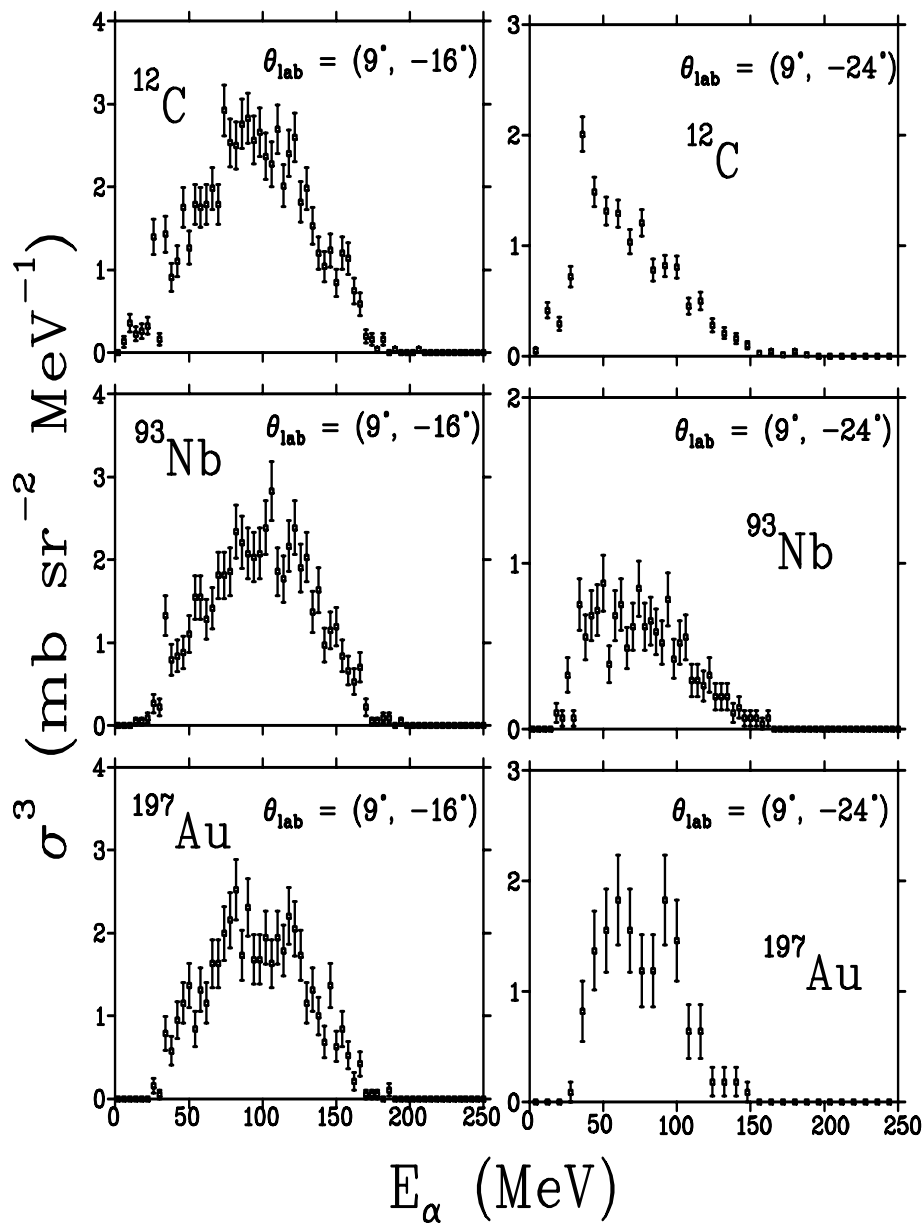 σ³ (mb sr⁻² MeV⁻¹)
4
3
2
1
0
¹²C
θlab = (9°, −16°)
3
2
1
0
θlab = (9°, −24°)
¹²C
4
3
2
1
0
⁹³Nb
θlab = (9°, −16°)
2
1
0
θlab = (9°, −24°)
⁹³Nb
4
3
2
1
0
¹⁹⁷Au
θlab = (9°, −16°)
0 50 100 150 200 250
3
2
1
0
θlab = (9°, −24°)
¹⁹⁷Au
0 50 100 150 200 250
Eα (MeV)